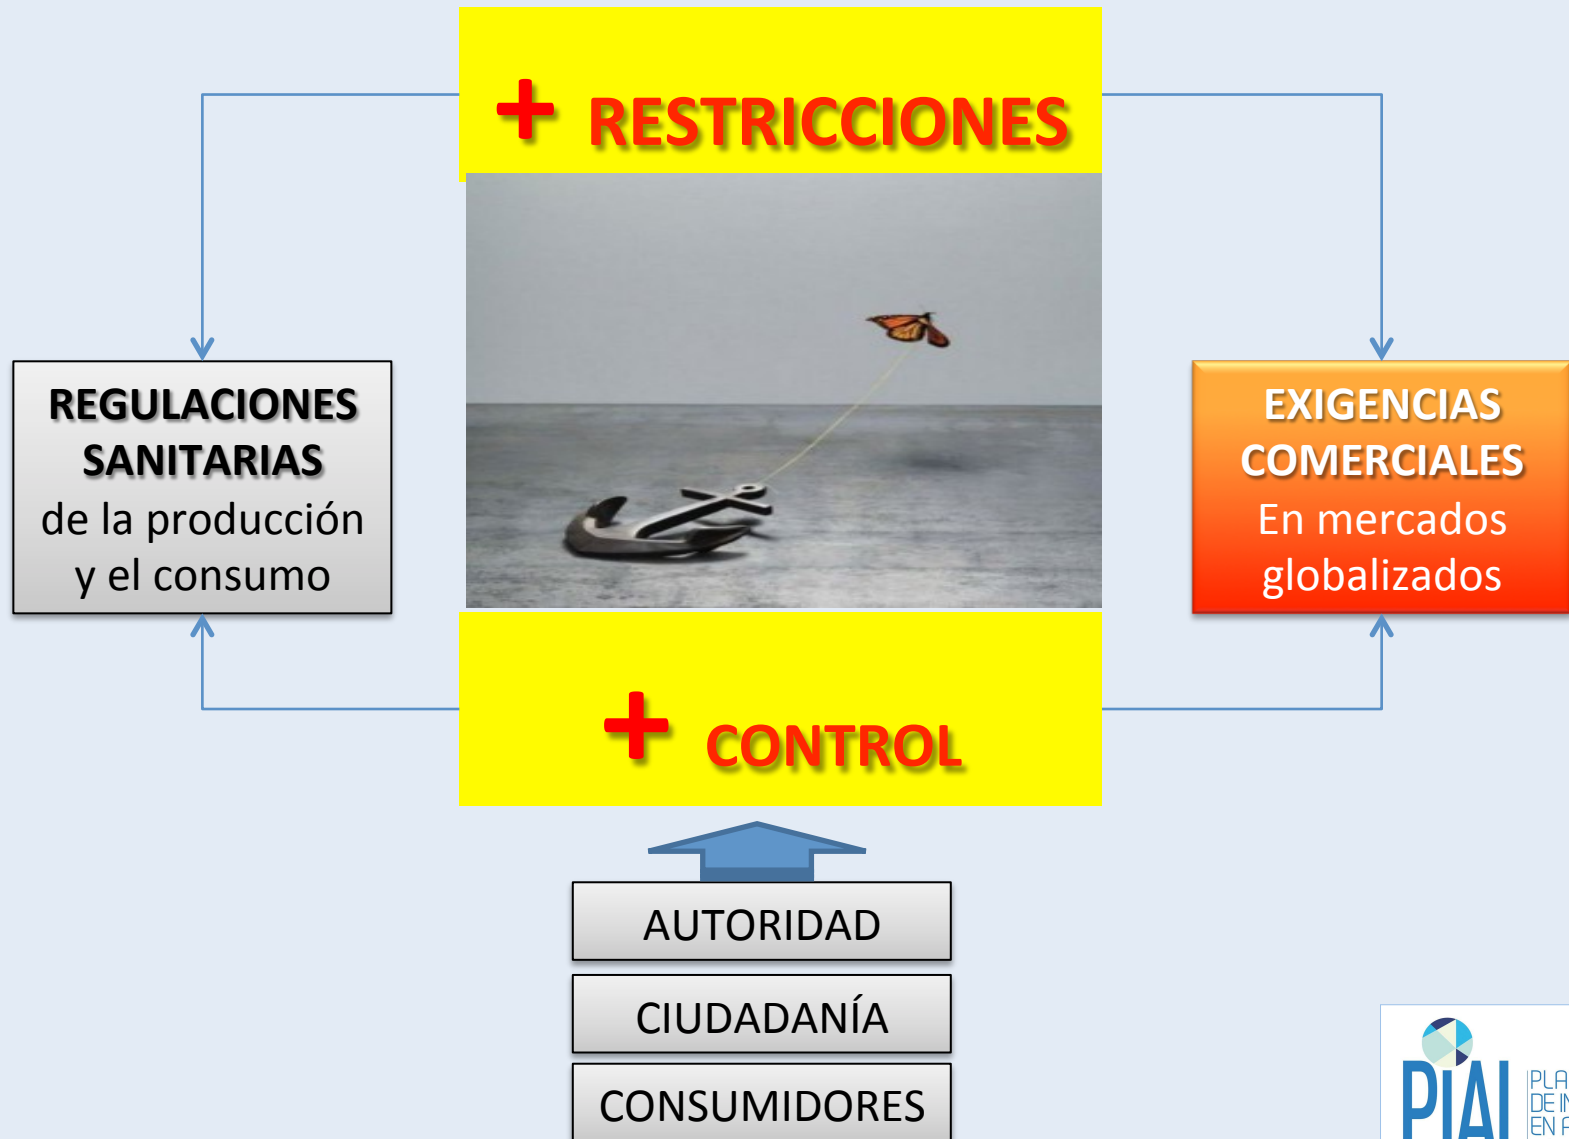 + RESTRICCIONES
REGULACIONES
SANITARIAS
de la producción
y el consumo
EXIGENCIAS
COMERCIALES
En mercados
globalizados
+ CONTROL
AUTORIDAD
CIUDADANÍA
CONSUMIDORES
PIAI